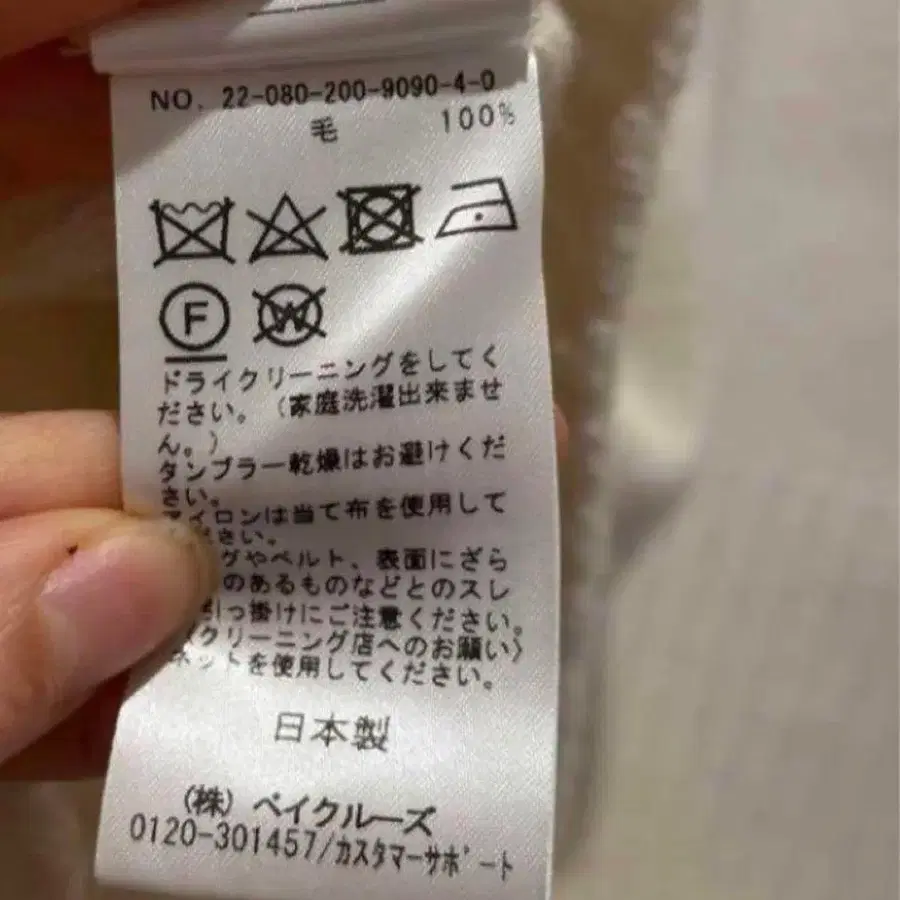 NO. 22-080-200-9090-4-0
毛 100%
F W
ドライクリーニングをしてく
ださい。(家庭洗濯出来ませ
ん。)
タンブラー乾燥はお避けくだ
さい。
アイロンは当て布を使用して
ください。
グやベルト、表面にざら
のあるものなどとのスレ
引っ掛けにご注意ください。
〈クリーニング店へのお願い〉
ネットを使用してください。
日本製
(株) ベイクルーズ
0120-301457/カスタマーサポート